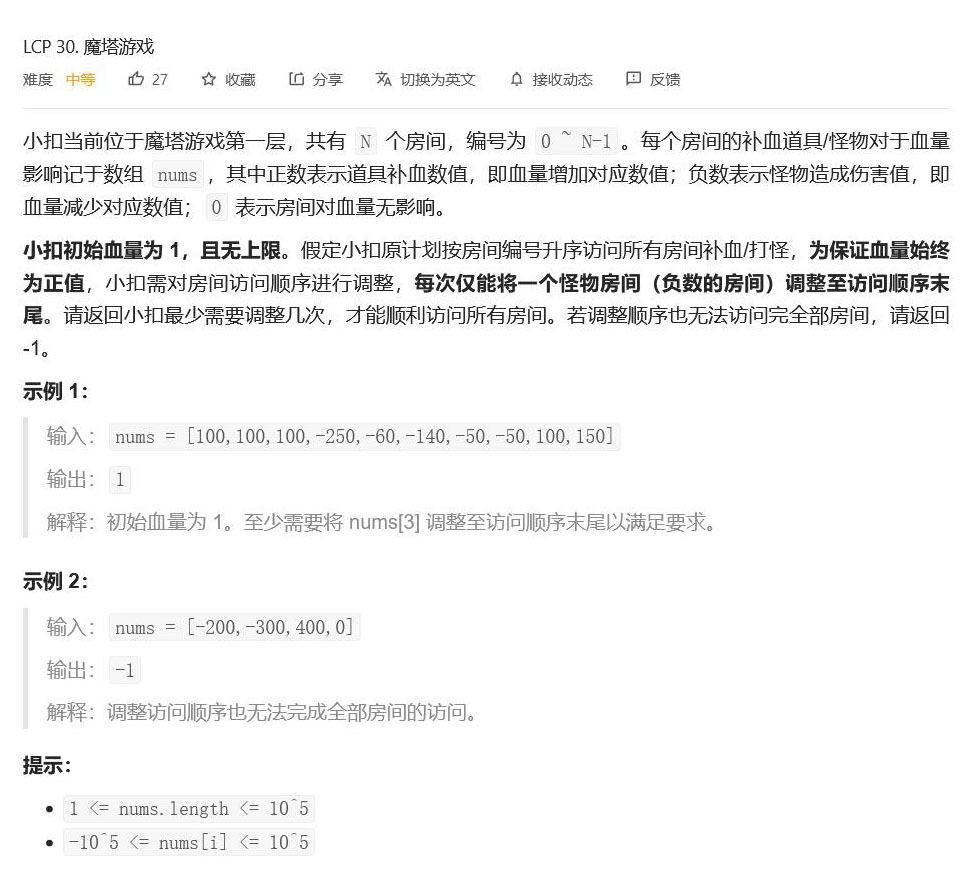 LCP 30. 魔塔游戏
难度 中等 27 收藏 分享 切换为英文 接收动态 反馈
小扣当前位于魔塔游戏第一层，共有 N 个房间，编号为 0 ~ N-1 。每个房间的补血道具/怪物对于血量
影响记于数组 nums ，其中正数表示道具补血数值，即血量增加对应数值；负数表示怪物造成伤害值，即
血量减少对应数值； 0 表示房间对血量无影响。
小扣初始血量为 1，且无上限。假定小扣原计划按房间编号升序访问所有房间补血/打怪，为保证血量始终
为正值，小扣需对房间访问顺序进行调整，每次仅能将一个怪物房间（负数的房间）调整至访问顺序末
尾。请返回小扣最少需要调整几次，才能顺利访问所有房间。若调整顺序也无法访问完全部房间，请返回
-1。
示例 1：
输入： nums = [100,100,100,-250,-60,-140,-50,-50,100,150]
输出： 1
解释：初始血量为 1。至少需要将 nums[3] 调整至访问顺序末尾以满足要求。
示例 2：
输入： nums = [-200,-300,400,0]
输出： -1
解释：调整访问顺序也无法完成全部房间的访问。
提示：
• 1 <= nums.length <= 10^5
• -10^5 <= nums[i] <= 10^5